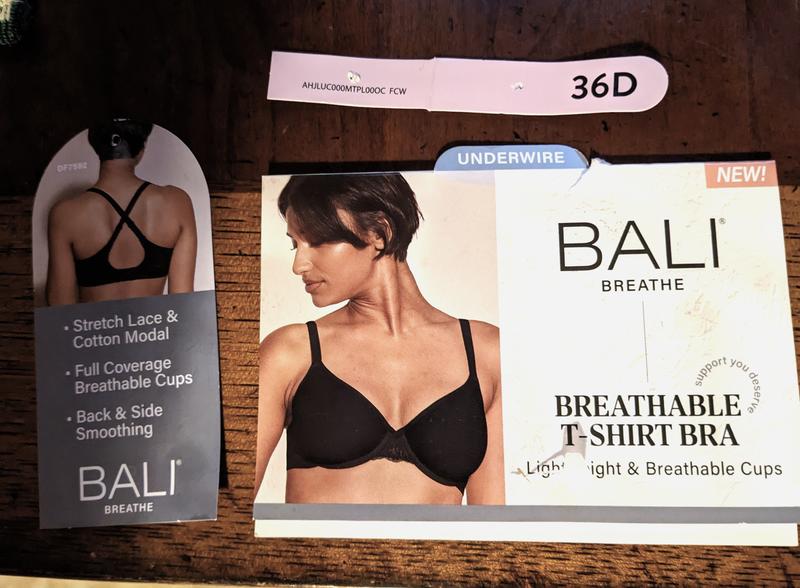 AHJLUC000MTPL00OC FCW
36D
UNDERWIRE
NEW!
BALI®
BREATHE
support you deserve
BREATHABLE
T-SHIRT BRA
& Breathable Cups
DF7592
• Stretch Lace &
Cotton Modal
• Full Coverage
Breathable Cups
• Back & Side
Smoothing
BALI®
BREATHE